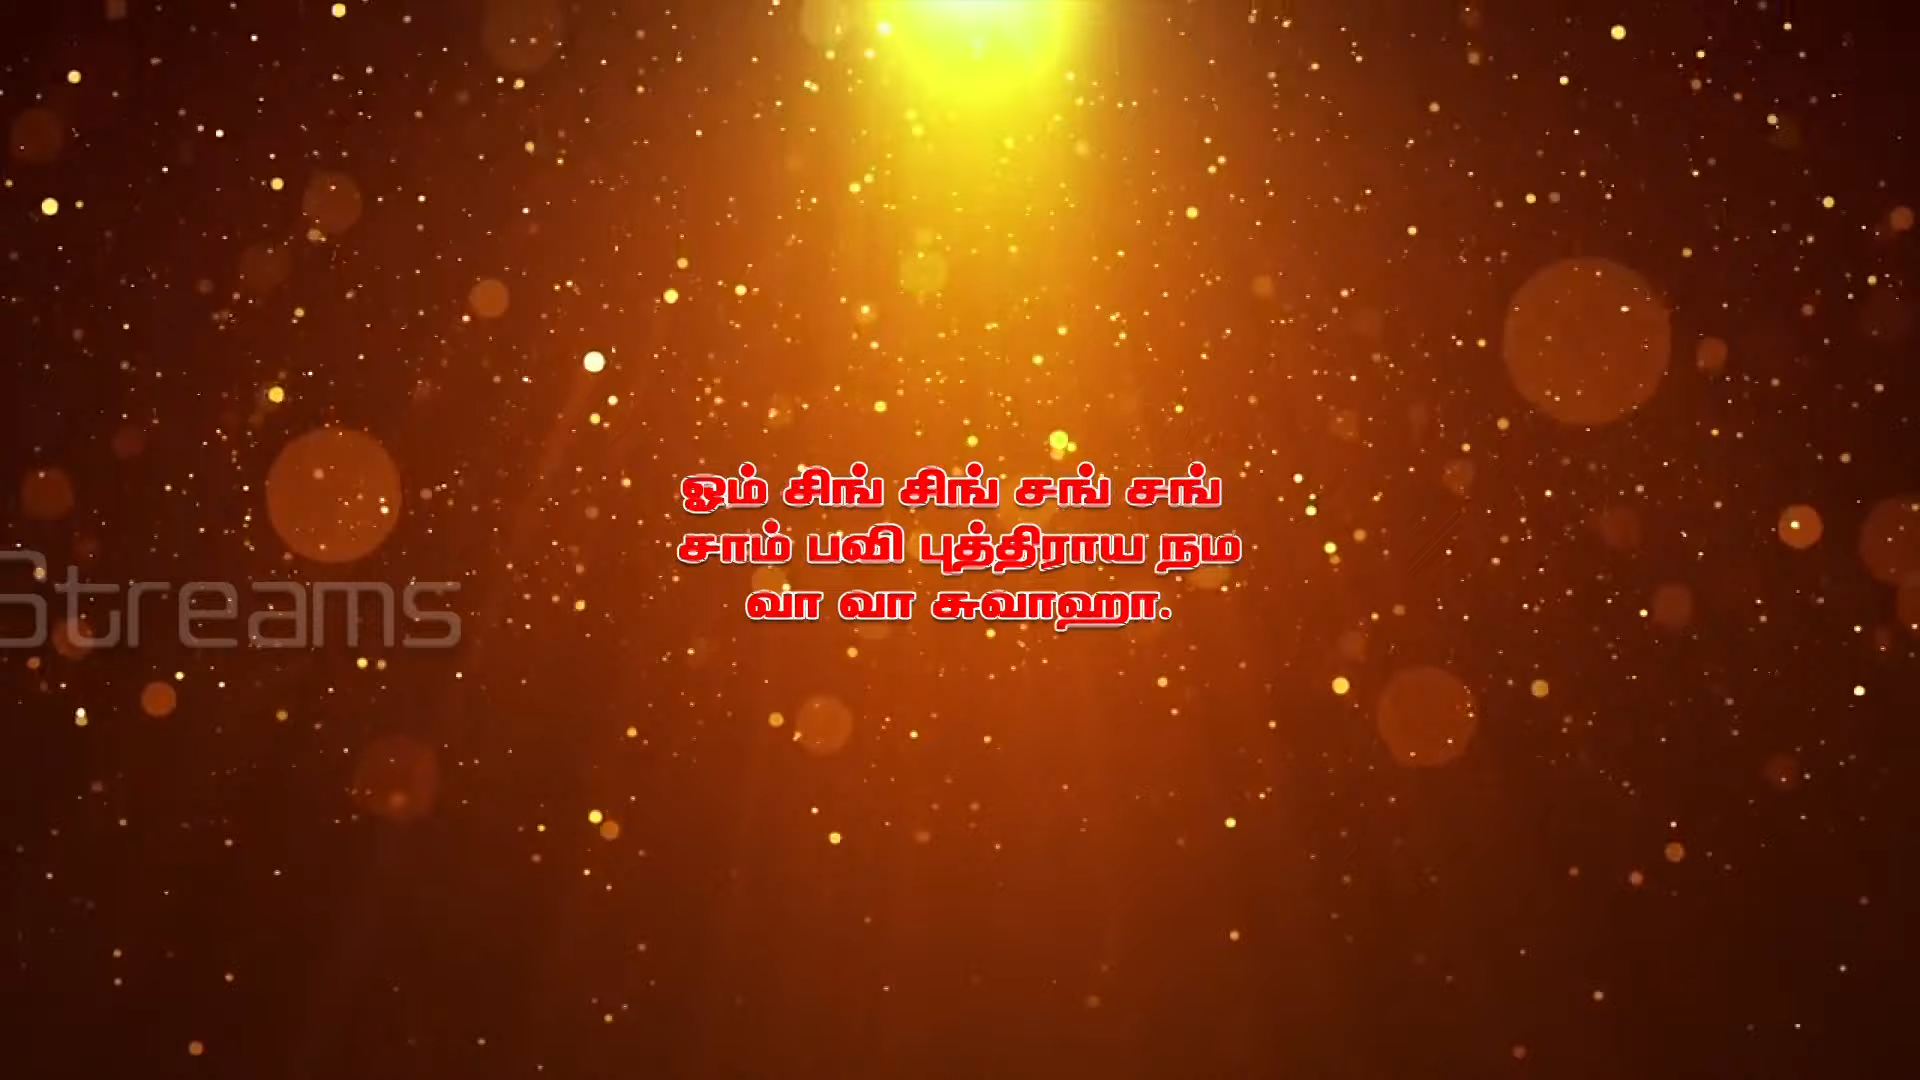 ஓம் சிங் சிங் சங் சங்
சாம் பவி புத்திராய நம
வா வா சுவாஹா.
Streams